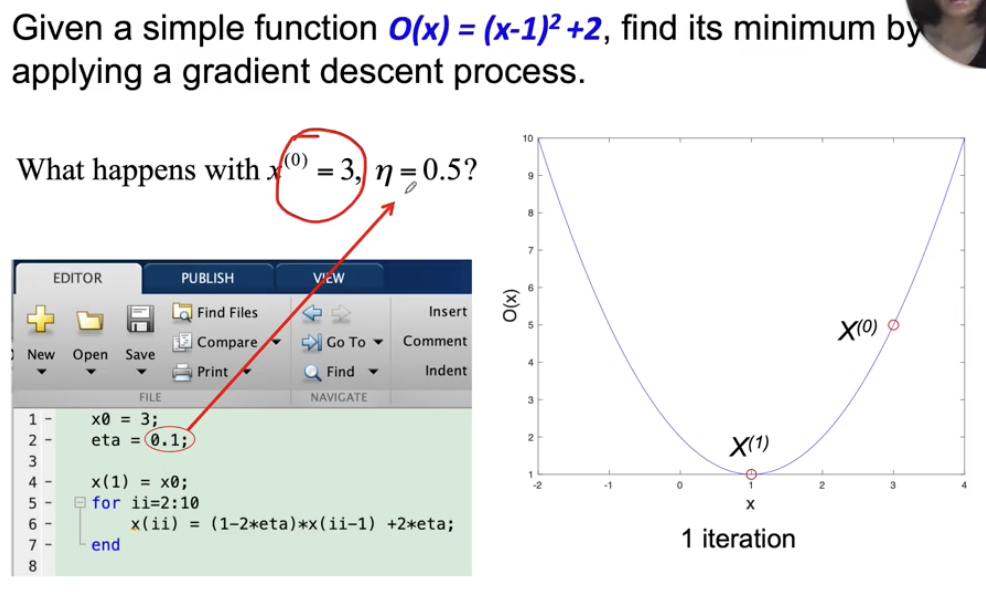 Given a simple function O(x) = (x-1)² +2, find its minimum by
applying a gradient descent process.
What happens with x⁽⁰⁾ = 3, η = 0.5?
EDITOR PUBLISH VIEW
New Open Save
Find Files
Compare
Print
FILE
Go To
Find
NAVIGATE
Insert
Comment
Indent
1 - x0 = 3;
2 - eta = 0.1;
3
4 - x(1) = x0;
5 - for ii=2:10
6 - x(ii) = (1-2*eta)*x(ii-1) +2*eta;
7 - end
8
10
9
8
7
6
5
4
3
2
1
O(x)
X(0)
X(1)
-2 -1 0 1 2 3 4
x
1 iteration